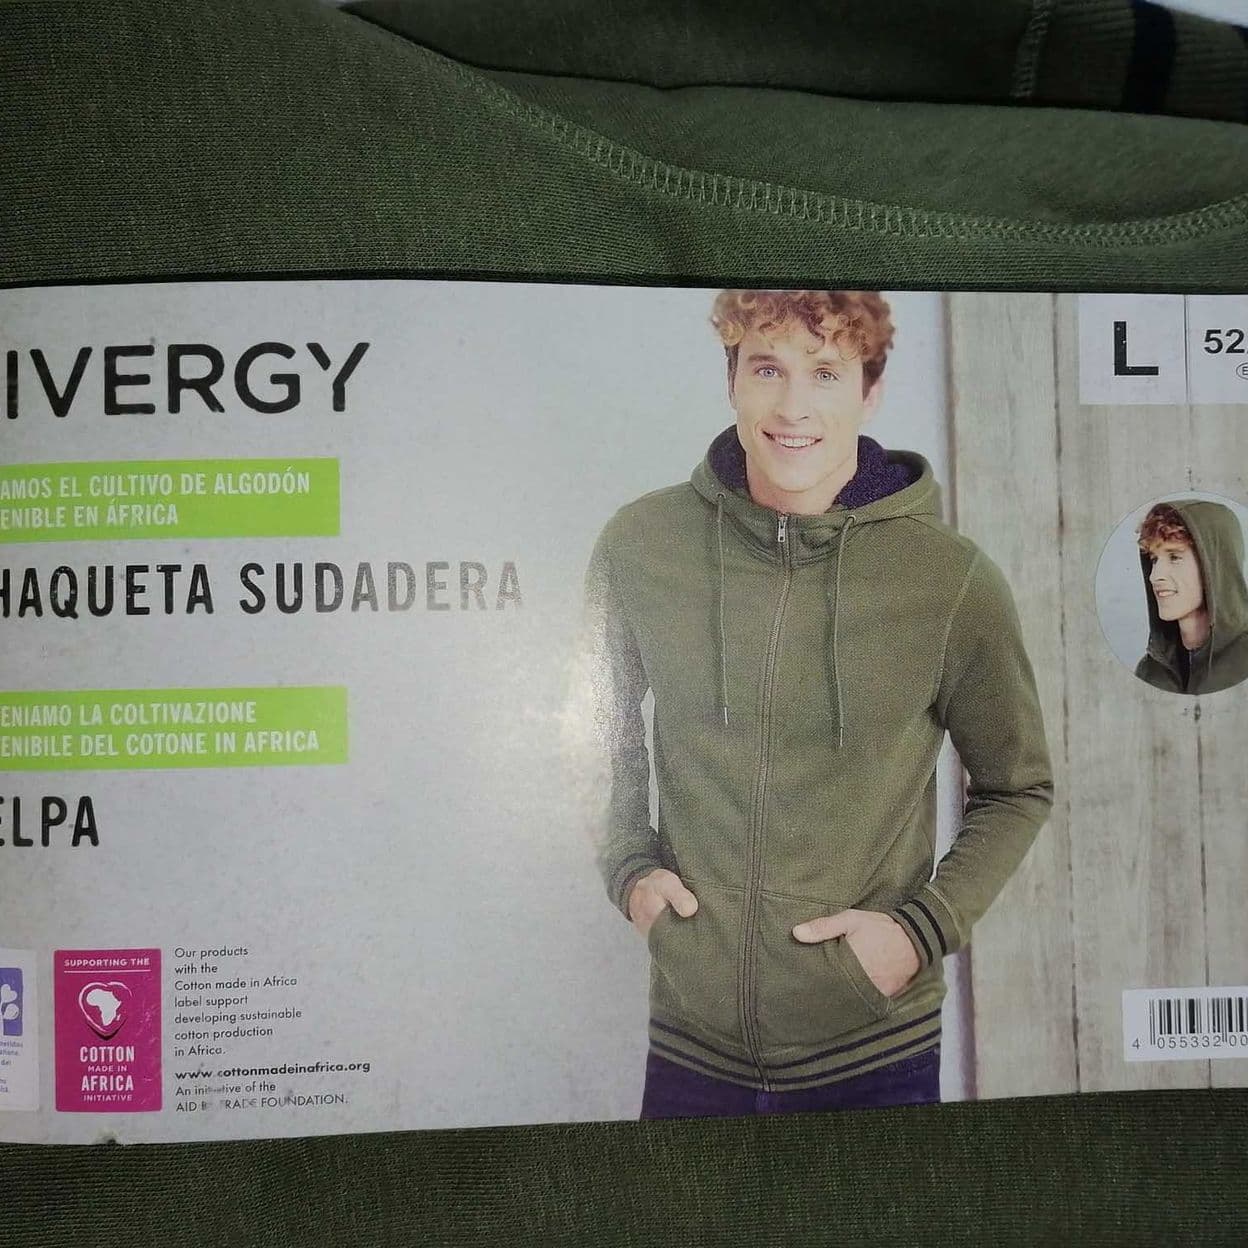 IVERGY
AMOS EL CULTIVO DE ALGODÓN
ENIBLE EN ÁFRICA
HAQUETA SUDADERA
ENIAMO LA COLTIVAZIONE
ENIBILE DEL COTONE IN AFRICA
ELPA
SUPPORTING THE
COTTON
MADE IN
AFRICA
INITIATIVE
Our products
with the
Cotton made in Africa
label support
developing sustainable
cotton production
in Africa.
www.cottonmadeinafrica.org
An initiative of the
AID BY TRADE FOUNDATION.
L
52
4 055332 00